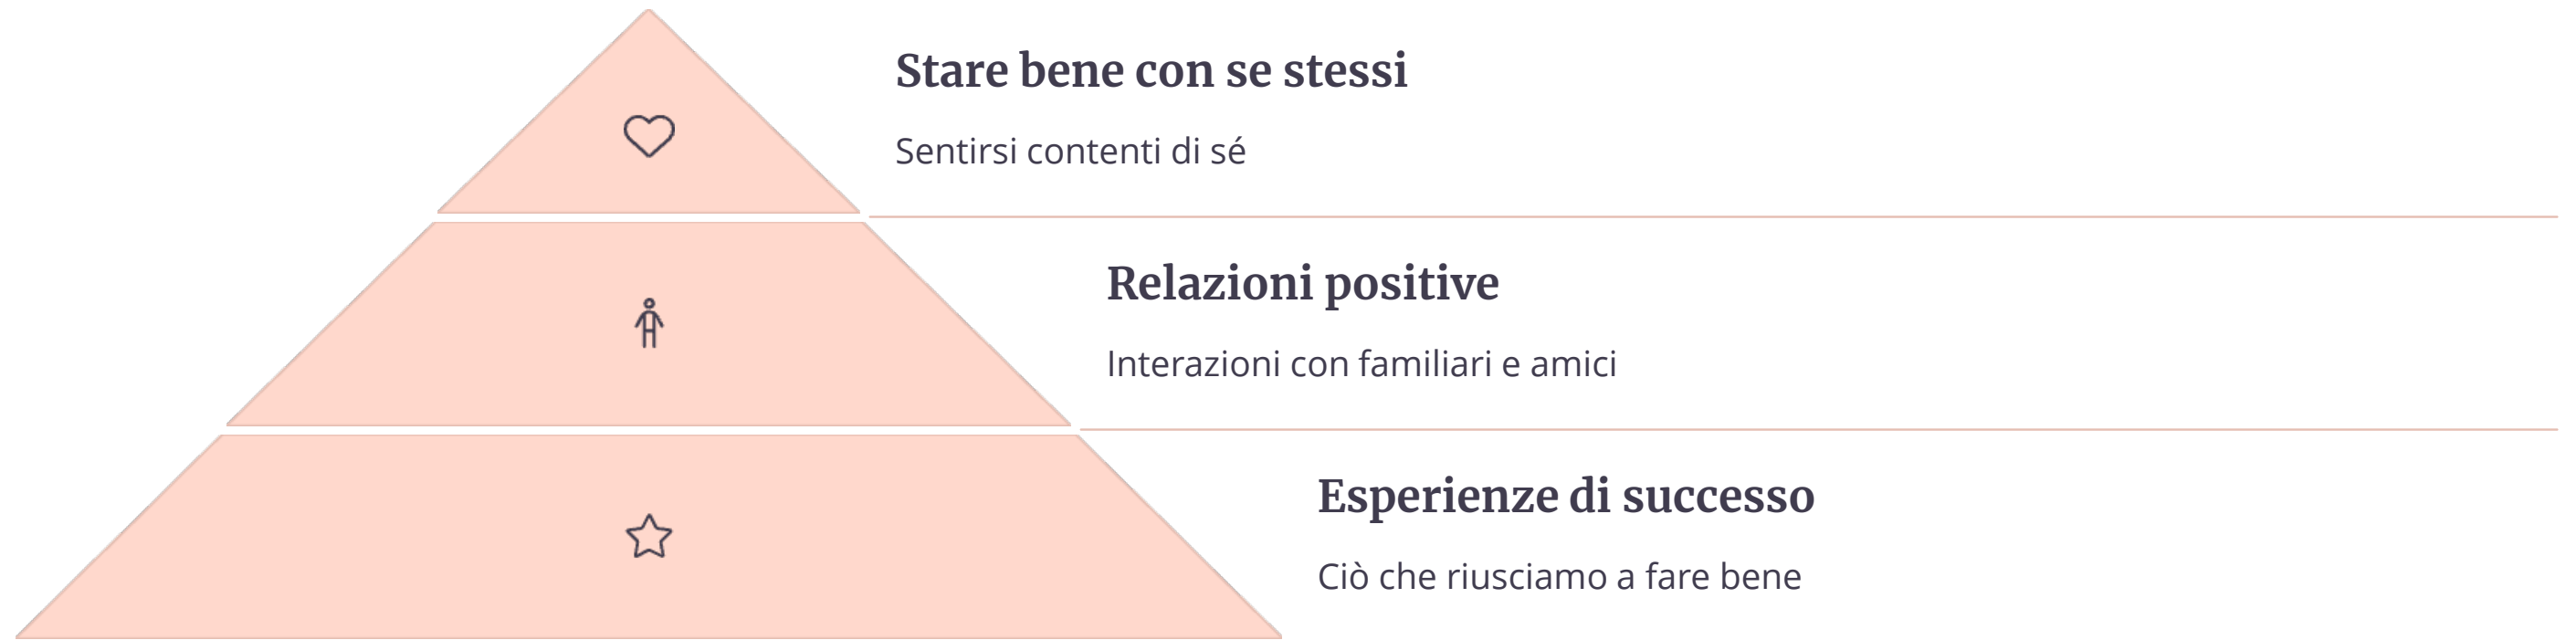 Stare bene con se stessi
Sentirsi contenti di sé
Relazioni positive
Interazioni con familiari e amici
Esperienze di successo
Ciò che riusciamo a fare bene